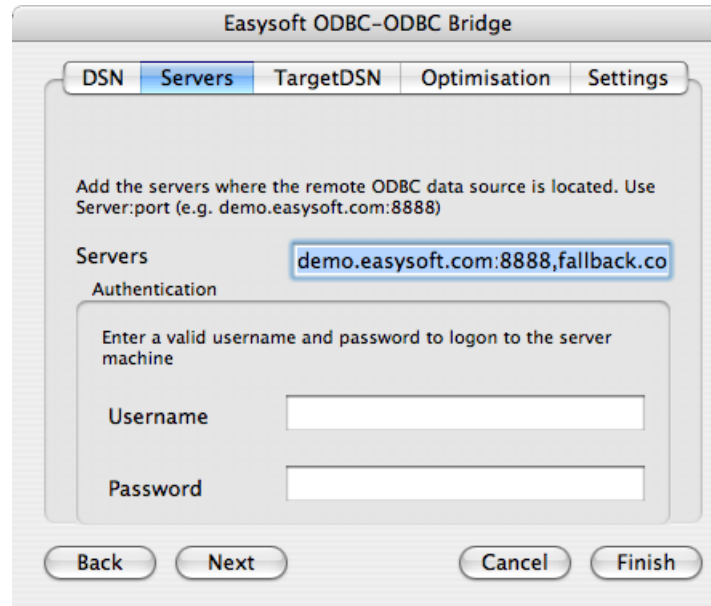 Easysoft ODBC-ODBC Bridge
DSN Servers TargetDSN Optimisation Settings
Add the servers where the remote ODBC data source is located. Use
Server:port (e.g. demo.easysoft.com:8888)
Servers demo.easysoft.com:8888,fallback.co
Authentication
Enter a valid username and password to logon to the server
machine
Username
Password
Back Next Cancel Finish